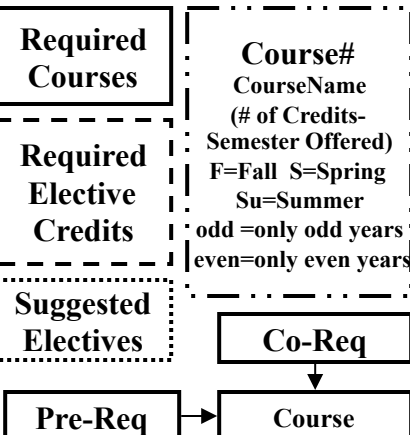 Required
Courses
Course#
CourseName
(# of Credits-
Semester Offered)
F=Fall S=Spring
Su=Summer
odd =only odd years
even=only even years
Required
Elective
Credits
Suggested
Electives
Co-Req
Pre-Req
Course